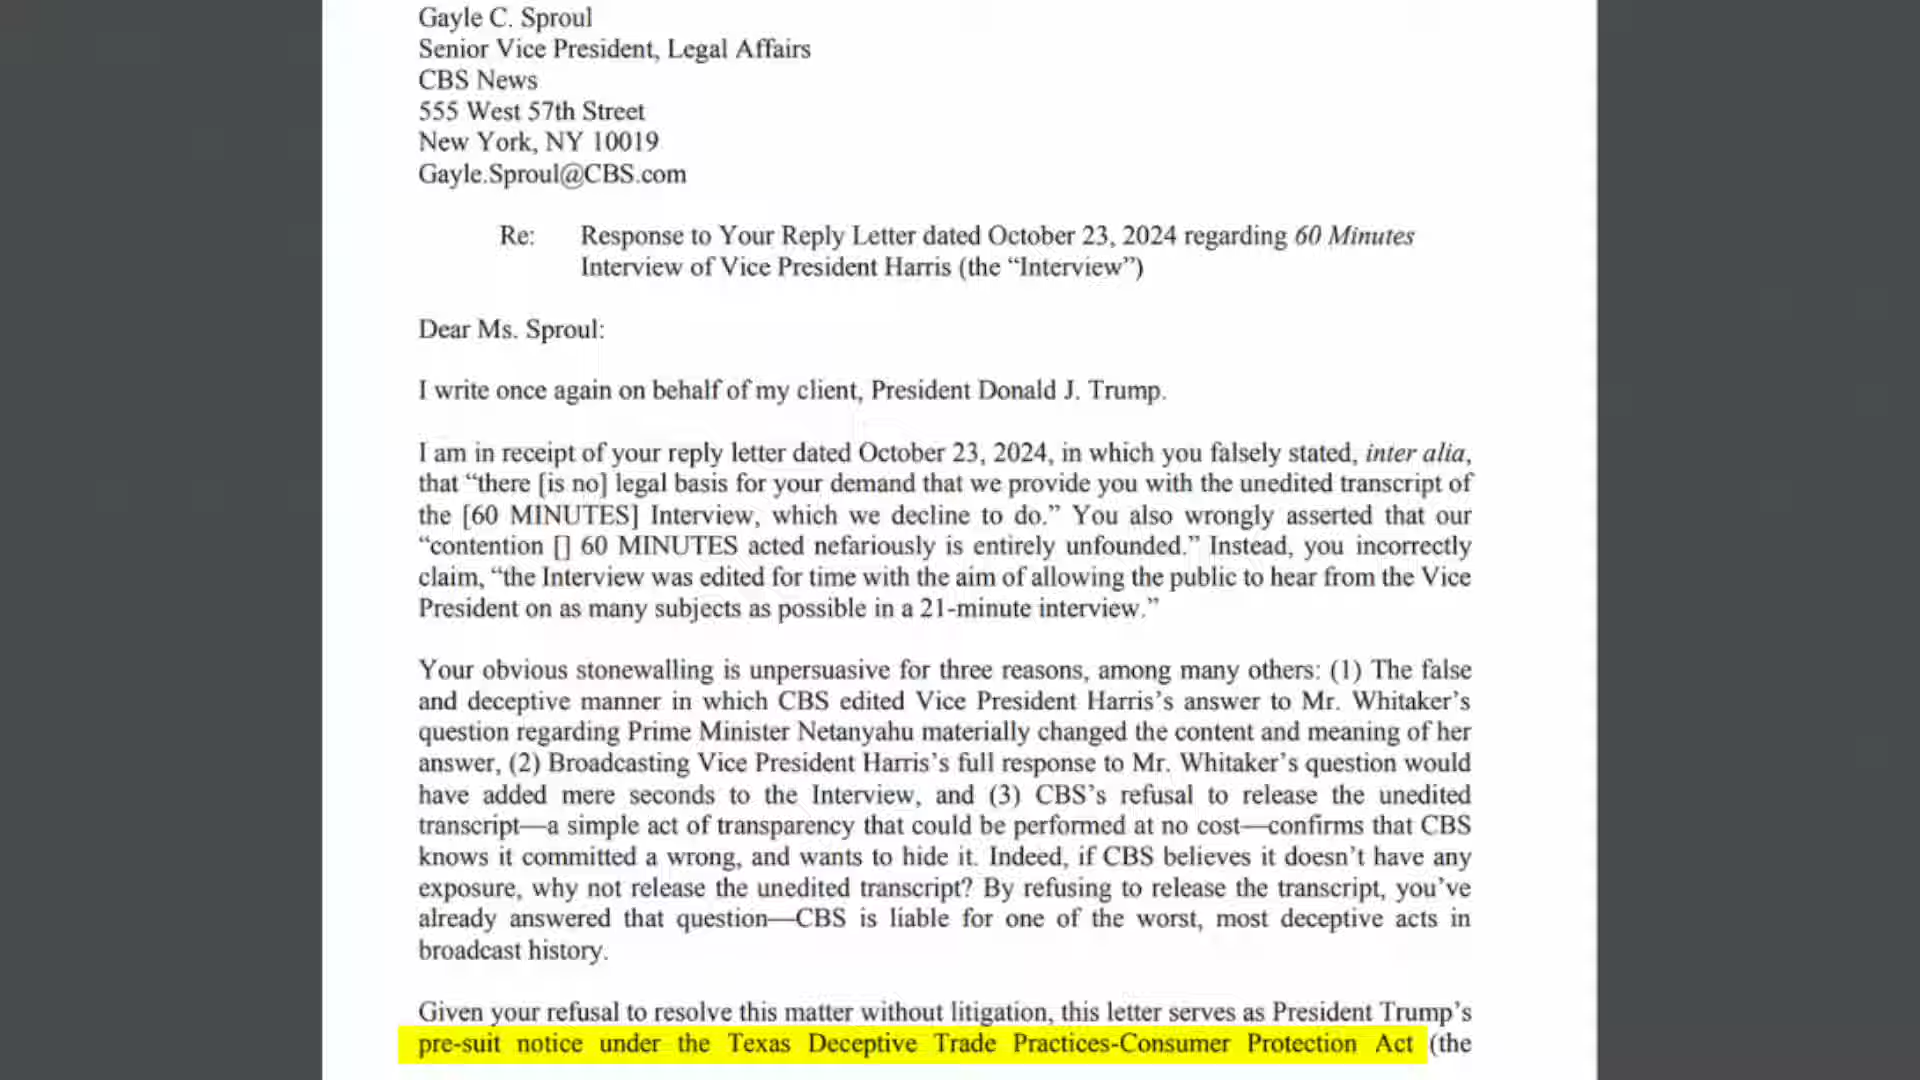 Gayle C. Sproul
Senior Vice President, Legal Affairs
CBS News
555 West 57th Street
New York, NY 10019
Gayle.Sproul@CBS.com
Re: Response to Your Reply Letter dated October 23, 2024 regarding 60 Minutes
Interview of Vice President Harris (the “Interview”)
Dear Ms. Sproul:
I write once again on behalf of my client, President Donald J. Trump.
I am in receipt of your reply letter dated October 23, 2024, in which you falsely stated, inter alia,
that “there [is no] legal basis for your demand that we provide you with the unedited transcript of
the [60 MINUTES] Interview, which we decline to do.” You also wrongly asserted that our
“contention [] 60 MINUTES acted nefariously is entirely unfounded.” Instead, you incorrectly
claim, “the Interview was edited for time with the aim of allowing the public to hear from the Vice
President on as many subjects as possible in a 21-minute interview.”
Your obvious stonewalling is unpersuasive for three reasons, among many others: (1) The false
and deceptive manner in which CBS edited Vice President Harris’s answer to Mr. Whitaker’s
question regarding Prime Minister Netanyahu materially changed the content and meaning of her
answer, (2) Broadcasting Vice President Harris’s full response to Mr. Whitaker’s question would
have added mere seconds to the Interview, and (3) CBS’s refusal to release the unedited
transcript—a simple act of transparency that could be performed at no cost—confirms that CBS
knows it committed a wrong, and wants to hide it. Indeed, if CBS believes it doesn’t have any
exposure, why not release the unedited transcript? By refusing to release the transcript, you’ve
already answered that question—CBS is liable for one of the worst, most deceptive acts in
broadcast history.
Given your refusal to resolve this matter without litigation, this letter serves as President Trump’s
pre-suit notice under the Texas Deceptive Trade Practices-Consumer Protection Act (the